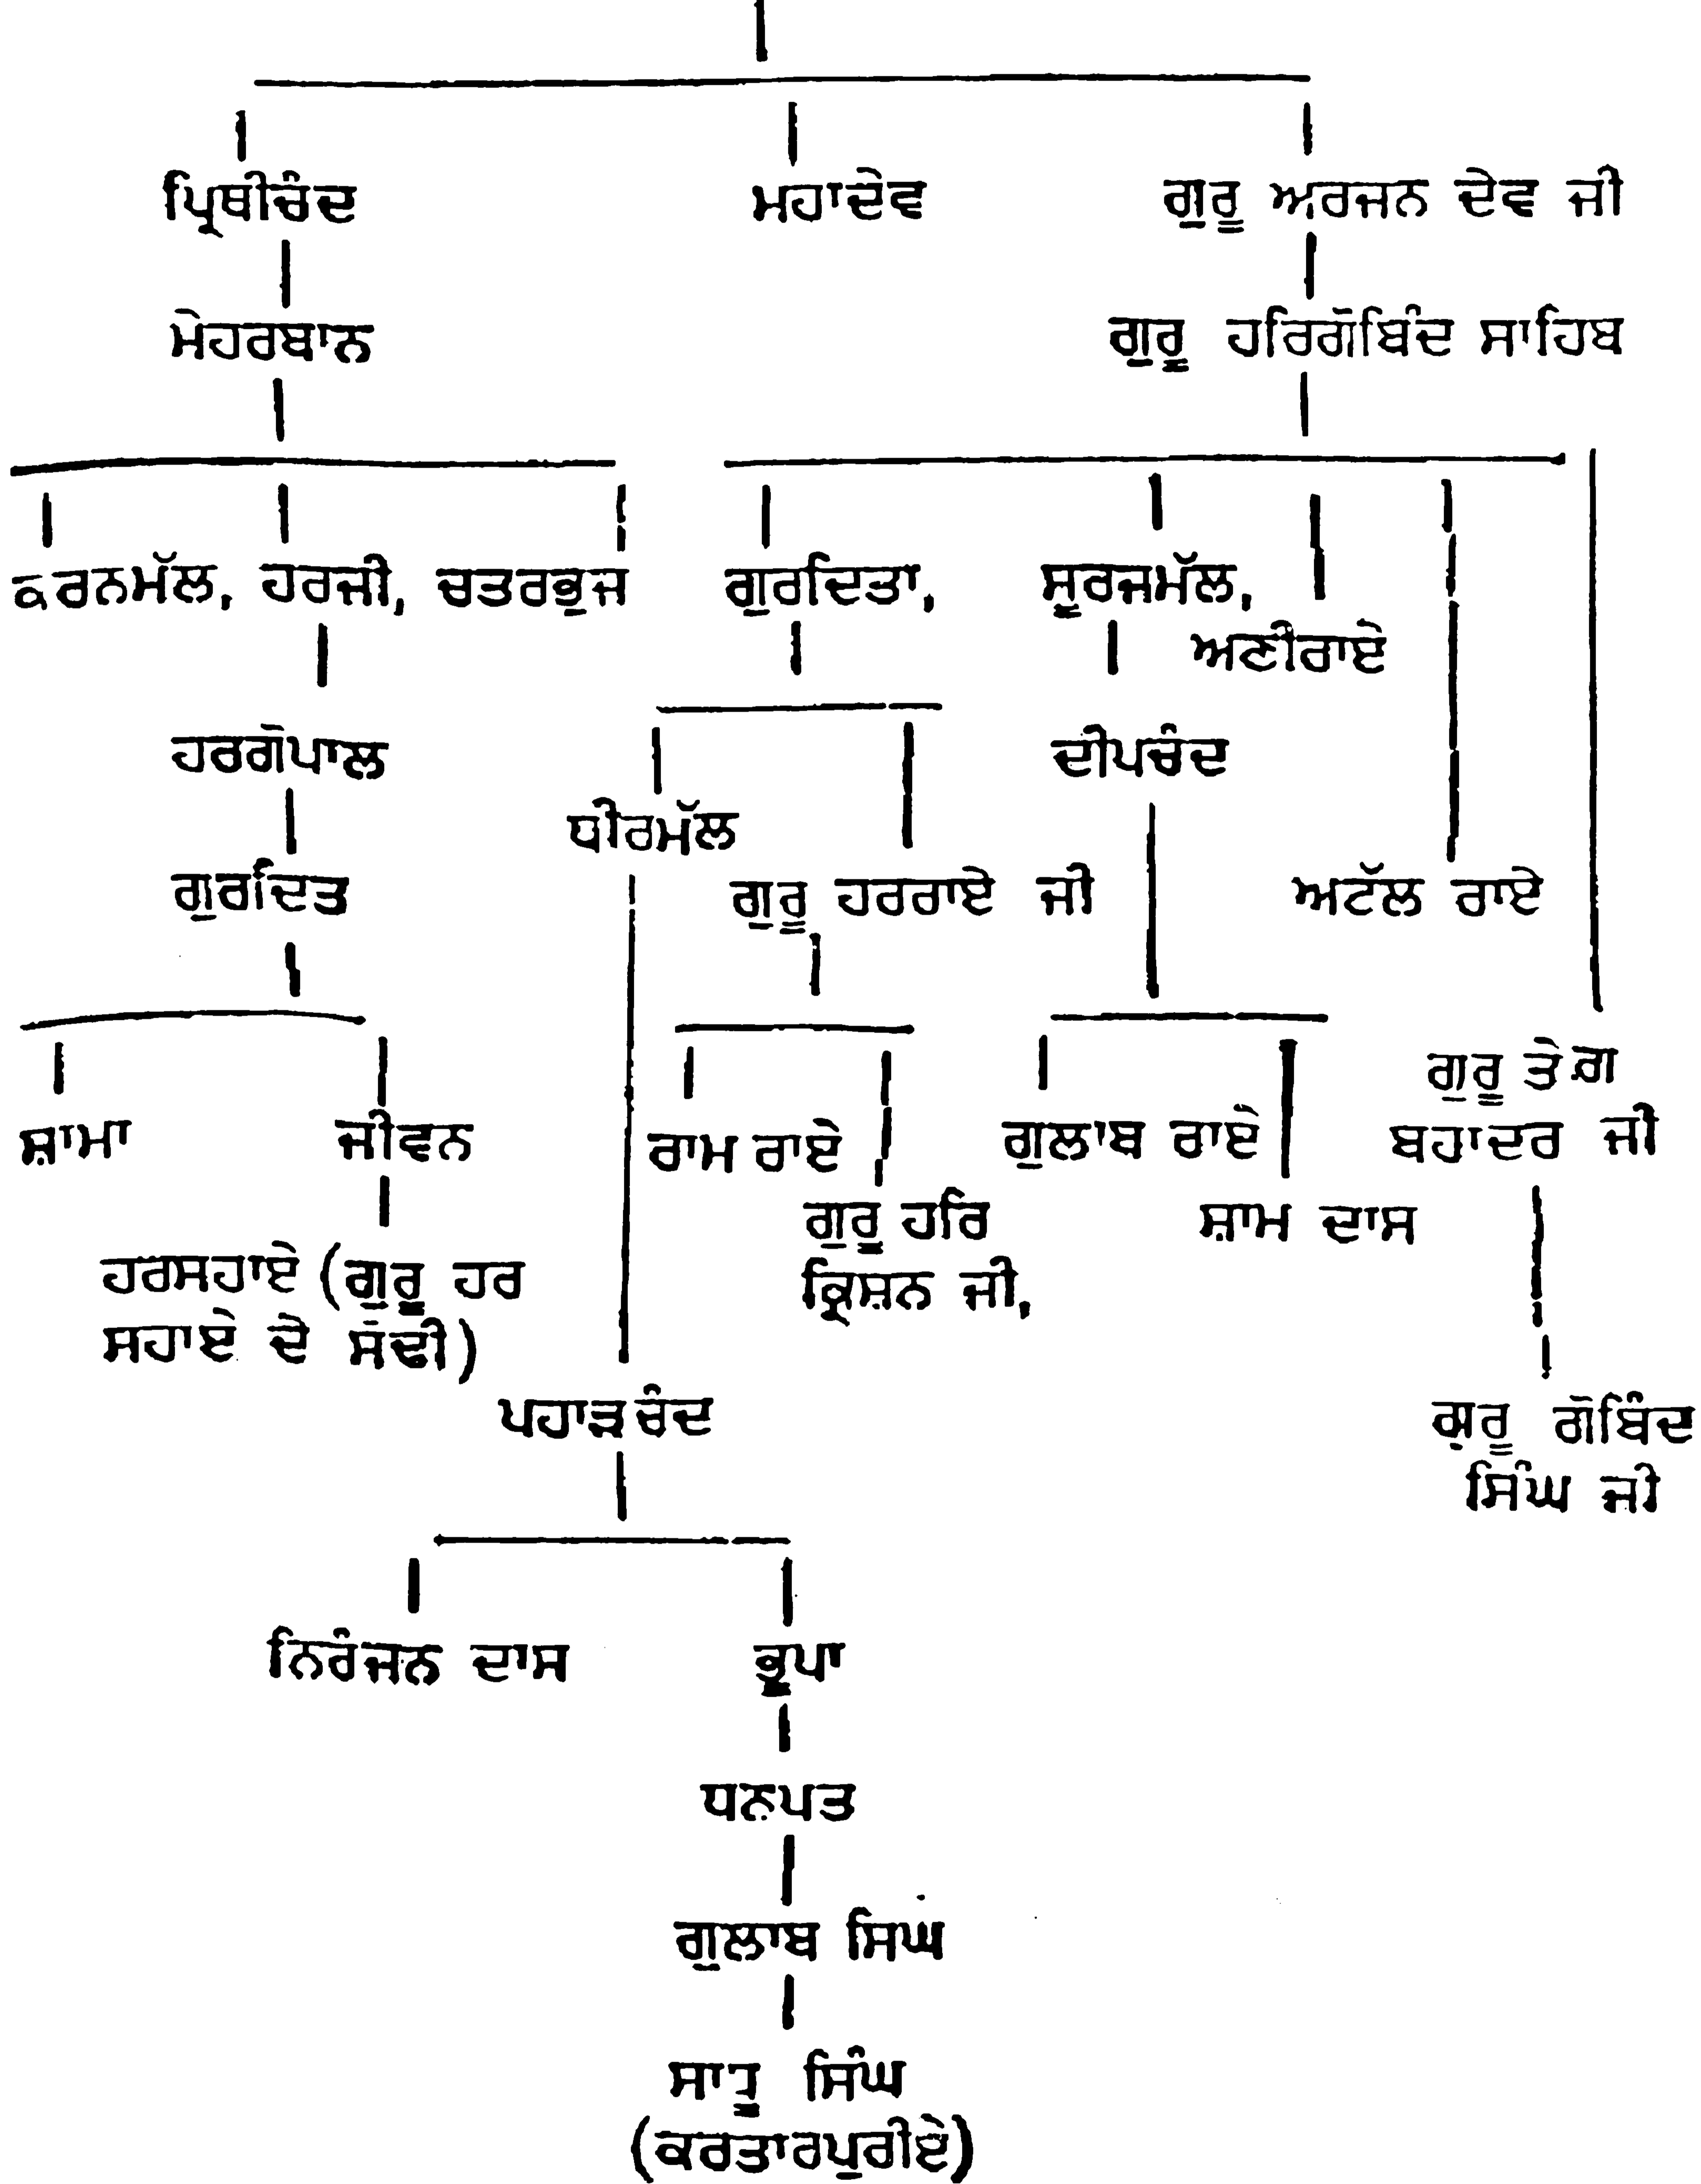 ਪ੍ਰਿਥੀਚੰਦ ਮਹਾਦੇਵ ਗੁਰੂ ਅਰਜਨ ਦੇਵ ਜੀ
ਮੇਹਰਬਾਨ ਗੁਰੂ ਹਰਿਗੋਬਿੰਦ ਸਾਹਿਬ
ਕਰਨਮੱਲ, ਹਰਜੀ, ਚਤਰਭੁਜ ਗੁਰਦਿਤਾ, ਸੂਰਜਮੱਲ,
ਅਣੀਰਾਏ
ਹਰਗੋਪਾਲ ਦੀਪਚੰਦ
ਧੀਰਮੱਲ
ਗੁਰਦਿਤ ਗੁਰੂ ਹਰਰਾਏ ਜੀ ਅਟੱਲ ਰਾਏ
ਗੁਰੂ ਤੇਗ਼
ਸ਼ਾਮਾ ਜੀਵਨ ਰਾਮ ਰਾਏ ਗੁਲਾਬ ਰਾਏ ਬਹਾਦਰ ਜੀ
ਗੁਰੂ ਹਰਿ ਸ਼ਾਮ ਦਾਸ
ਹਰਸਹਾਏ (ਗੁਰੂ ਹਰ ਕ੍ਰਿਸ਼ਨ ਜੀ,
ਸਹਾਏ ਦੇ ਸੋਢੀ)
ਪਹਾੜਚੰਦ ਗੁਰੂ ਗੋਬਿੰਦ
ਸਿੰਘ ਜੀ
ਨਿਰੰਜਨ ਦਾਸ ਭੂਪਾ
ਧਨਪਤ
ਗੁਲਾਬ ਸਿਘੰ
ਸਿੰਘ
(ਕਰਤਾਰਪੁਰੀਏ)